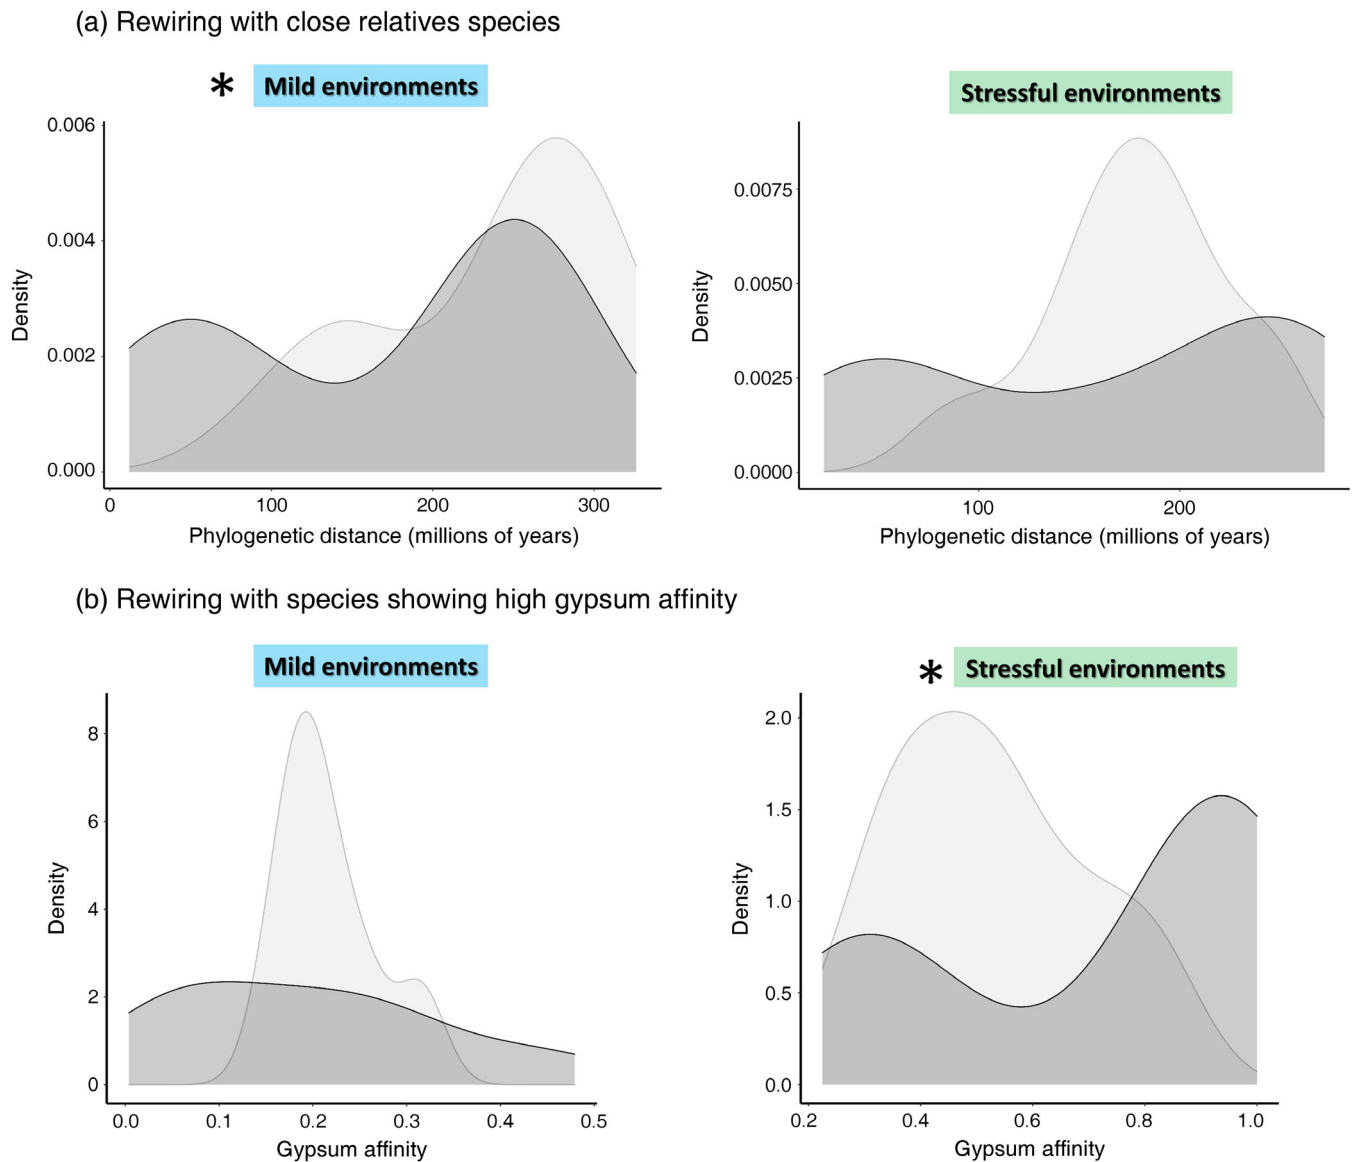 (a) Rewiring with close relatives species
* Mild environments
Stressful environments
0.006
0.004
0.002
0.000
Density
0 100 200 300
Phylogenetic distance (millions of years)
0.0075
0.0050
0.0025
0.0000
Density
100 200
Phylogenetic distance (millions of years)
(b) Rewiring with species showing high gypsum affinity
Mild environments
* Stressful environments
8
6
4
2
0
Density
0.0 0.1 0.2 0.3 0.4 0.5
Gypsum affinity
2.0
1.5
1.0
0.5
0.0
Density
0.2 0.4 0.6 0.8 1.0
Gypsum affinity